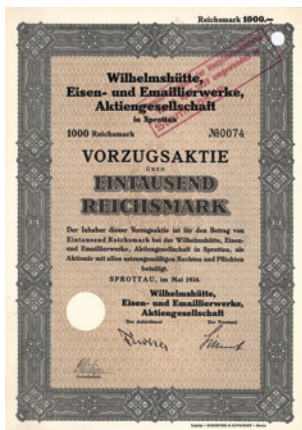 Reichsmark 1000.—
Wilhelmshütte,
Eisen- und Emaillierwerke,
Aktiengesellschaft
in Sprottau
1000 Reichsmark №0074
VORZUGSAKTIE
ÜBER
EINTAUSEND
REICHSMARK
Der Inhaber dieser Vorzugsaktie ist für den Betrag von
Eintausend Reichsmark bei der Wilhelmshütte, Eisen-
und Emaillierwerke, Aktiengesellschaft in Sprottau, als
Aktionär mit allen satzungsmäßigen Rechten und Pflichten
beteiligt.
SPROTTAU, im Mai 1934.
Wilhelmshütte,
Eisen- und Emaillierwerke,
Aktiengesellschaft
Der Aufsichtsrat Der Vorstand